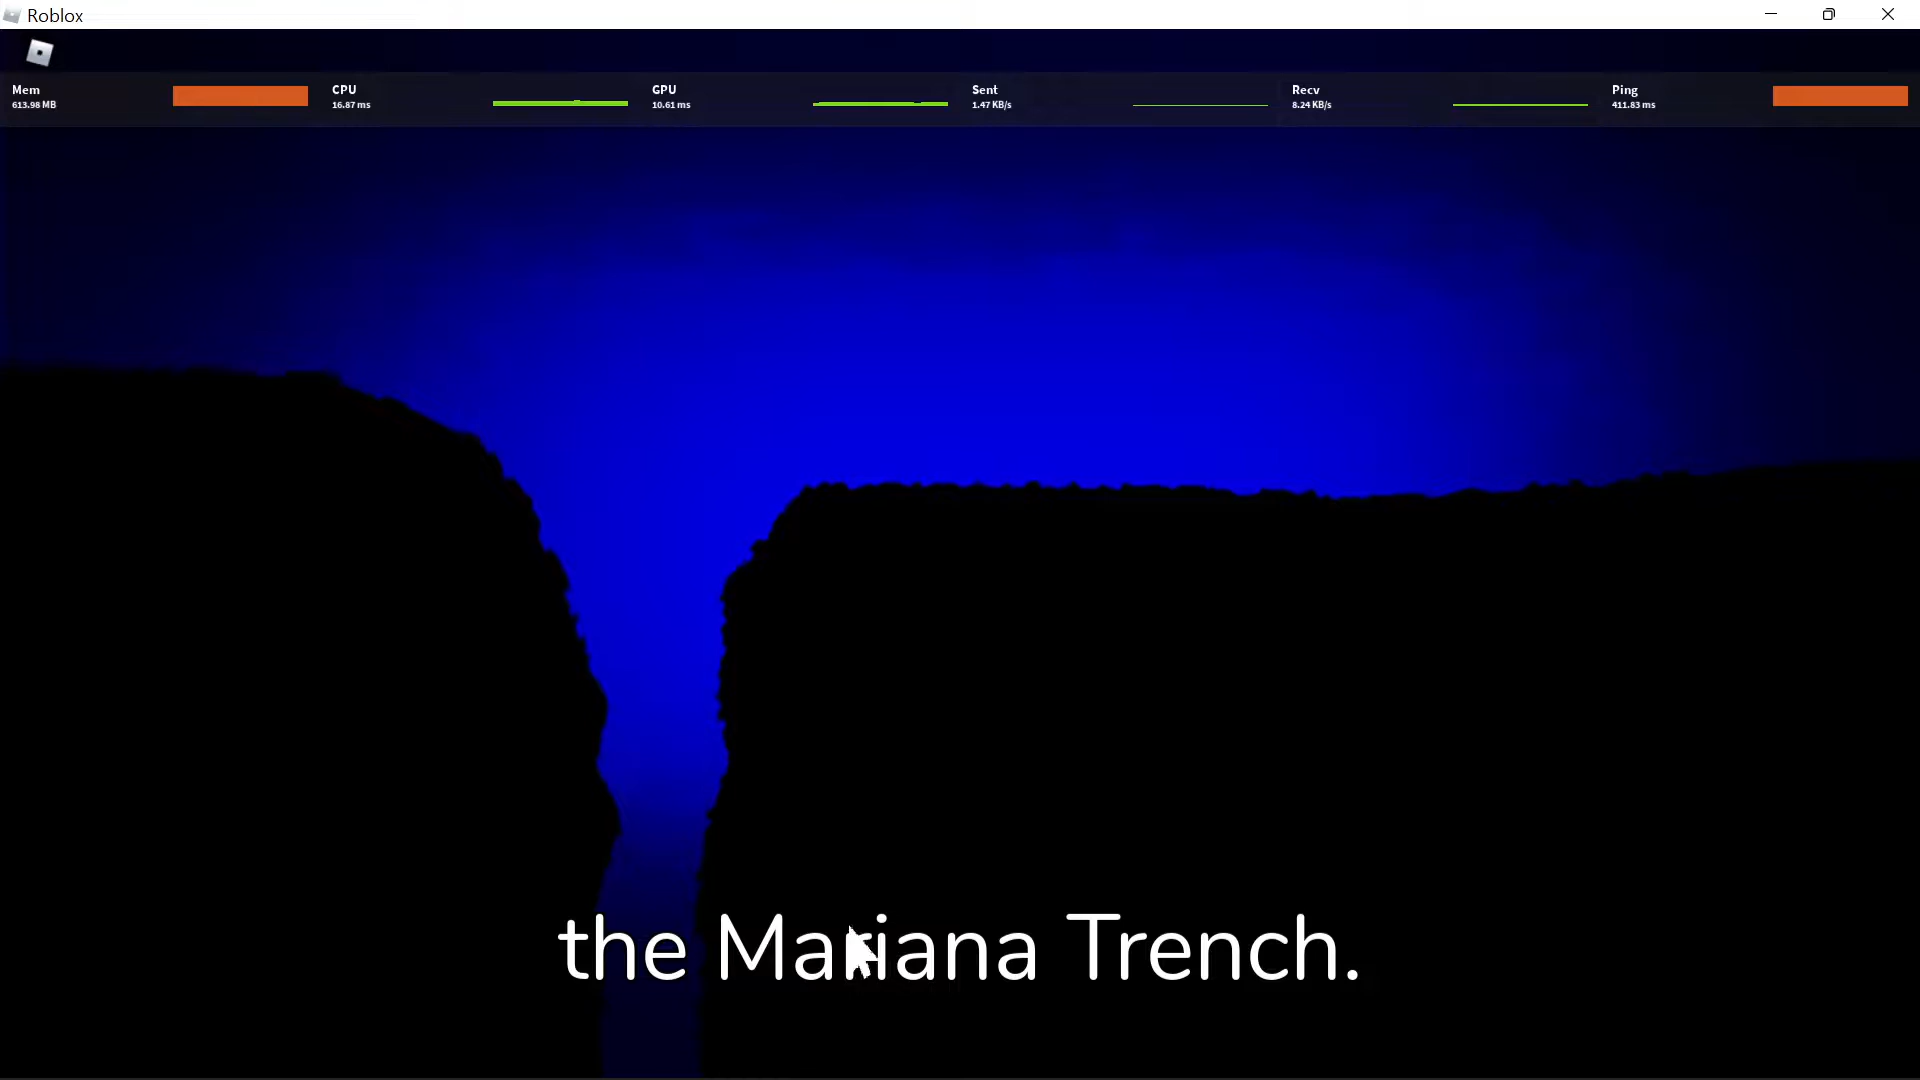 Roblox
Mem CPU GPU Sent Recv Ping
613.98 MB 16.87 ms 10.61 ms 1.47 KB/s 8.24 KB/s 411.83 ms
the Mariana Trench.